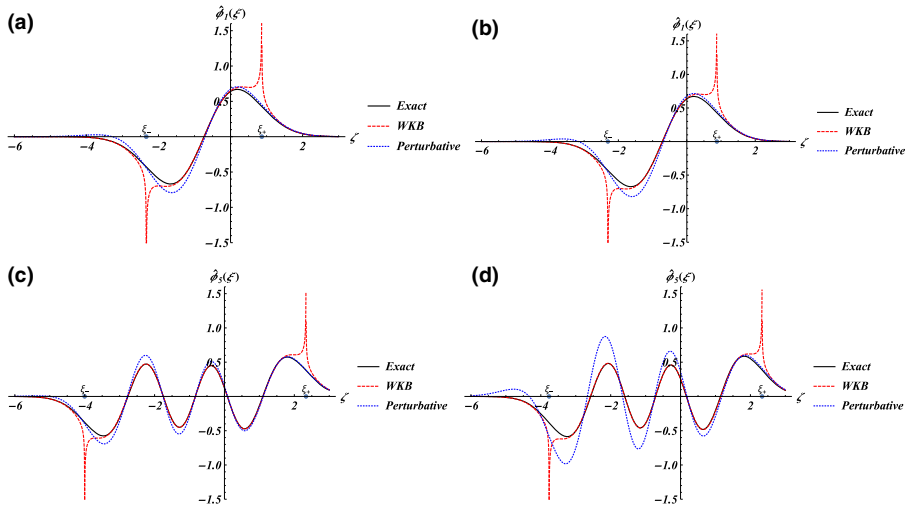 (a)
ϕ̂₁(ξ)
1.5
1.0
0.5
-0.5
-1.0
-1.5
-6 -4 -2 2
ξ₋ ξ₊ ζ
Exact
WKB
Perturbative
(b)
ϕ̂₁(ξ)
1.5
1.0
0.5
-0.5
-1.0
-1.5
-6 -4 -2 2
ξ₋ ξ₊ ζ
Exact
WKB
Perturbative
(c)
ϕ̂₅(ξ)
1.5
1.0
0.5
-0.5
-1.0
-1.5
-6 -4 -2 2
ξ₋ ξ₊ ζ
Exact
WKB
Perturbative
(d)
ϕ̂₅(ξ)
1.5
1.0
0.5
-0.5
-1.0
-1.5
-6 -4 -2 2
ξ₋ ξ₊ ζ
Exact
WKB
Perturbative